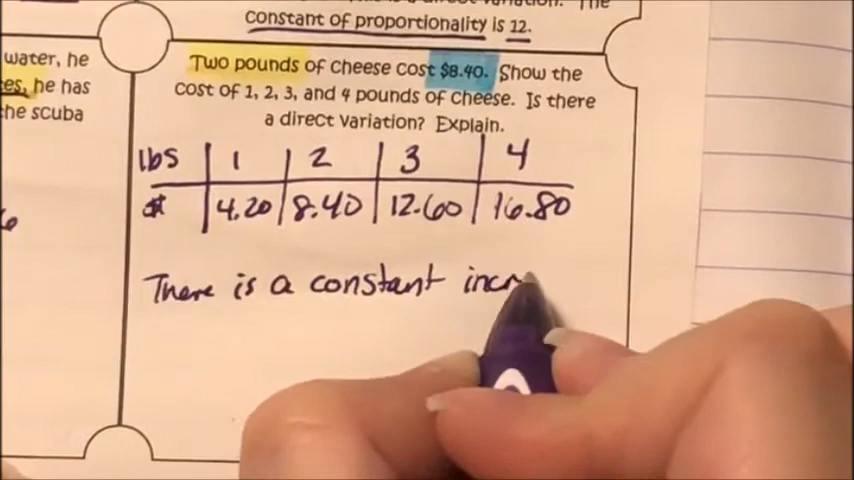 The
constant of proportionality is 12.
water, he
he has
the scuba
Two pounds of cheese cost $8.40. Show the
cost of 1, 2, 3, and 4 pounds of cheese. Is there
a direct variation? Explain.
lbs 1 2 3 4
4.20 8.40 12.60 16.80
There is a constant incr